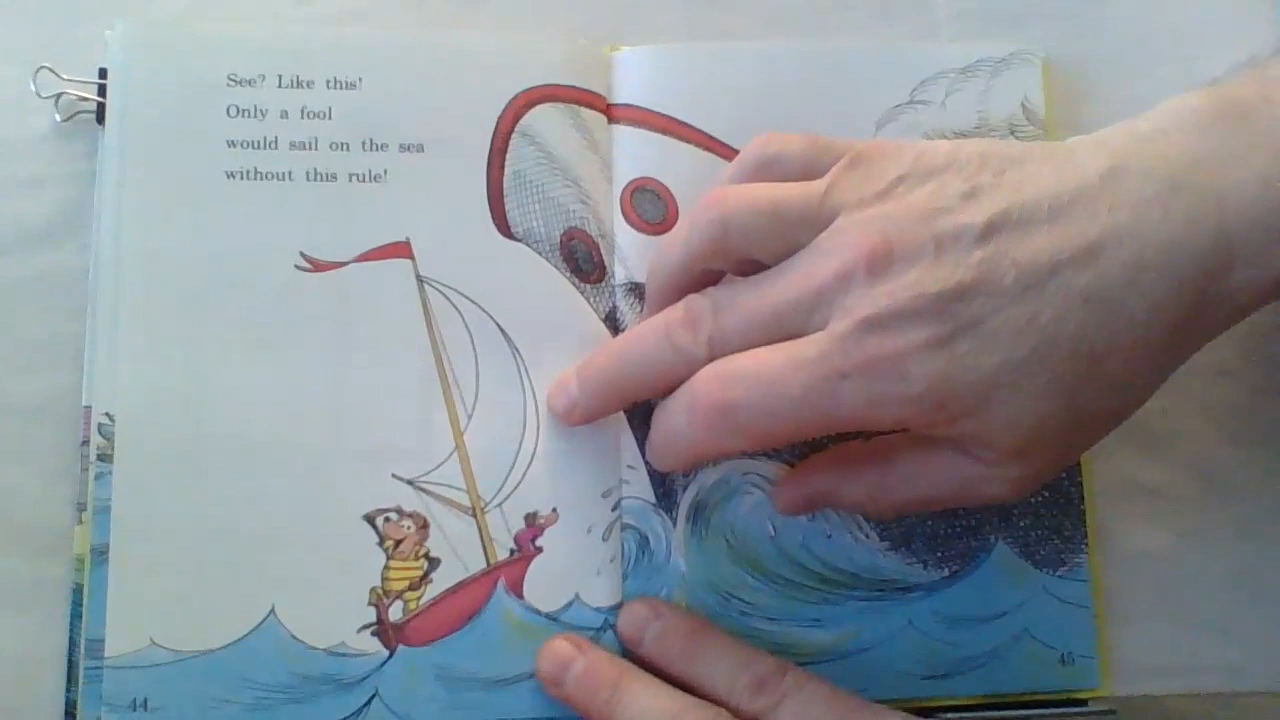 See? Like this!
Only a fool
would sail on the sea
without this rule!
44
45